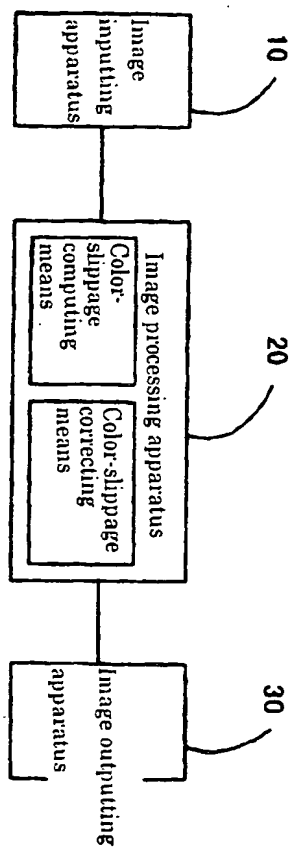 10
Image
inputting
apparatus
20
Image processing apparatus
Color-
slippage
computing
means
Color-slippage
correcting
means
30
Image outputting
apparatus